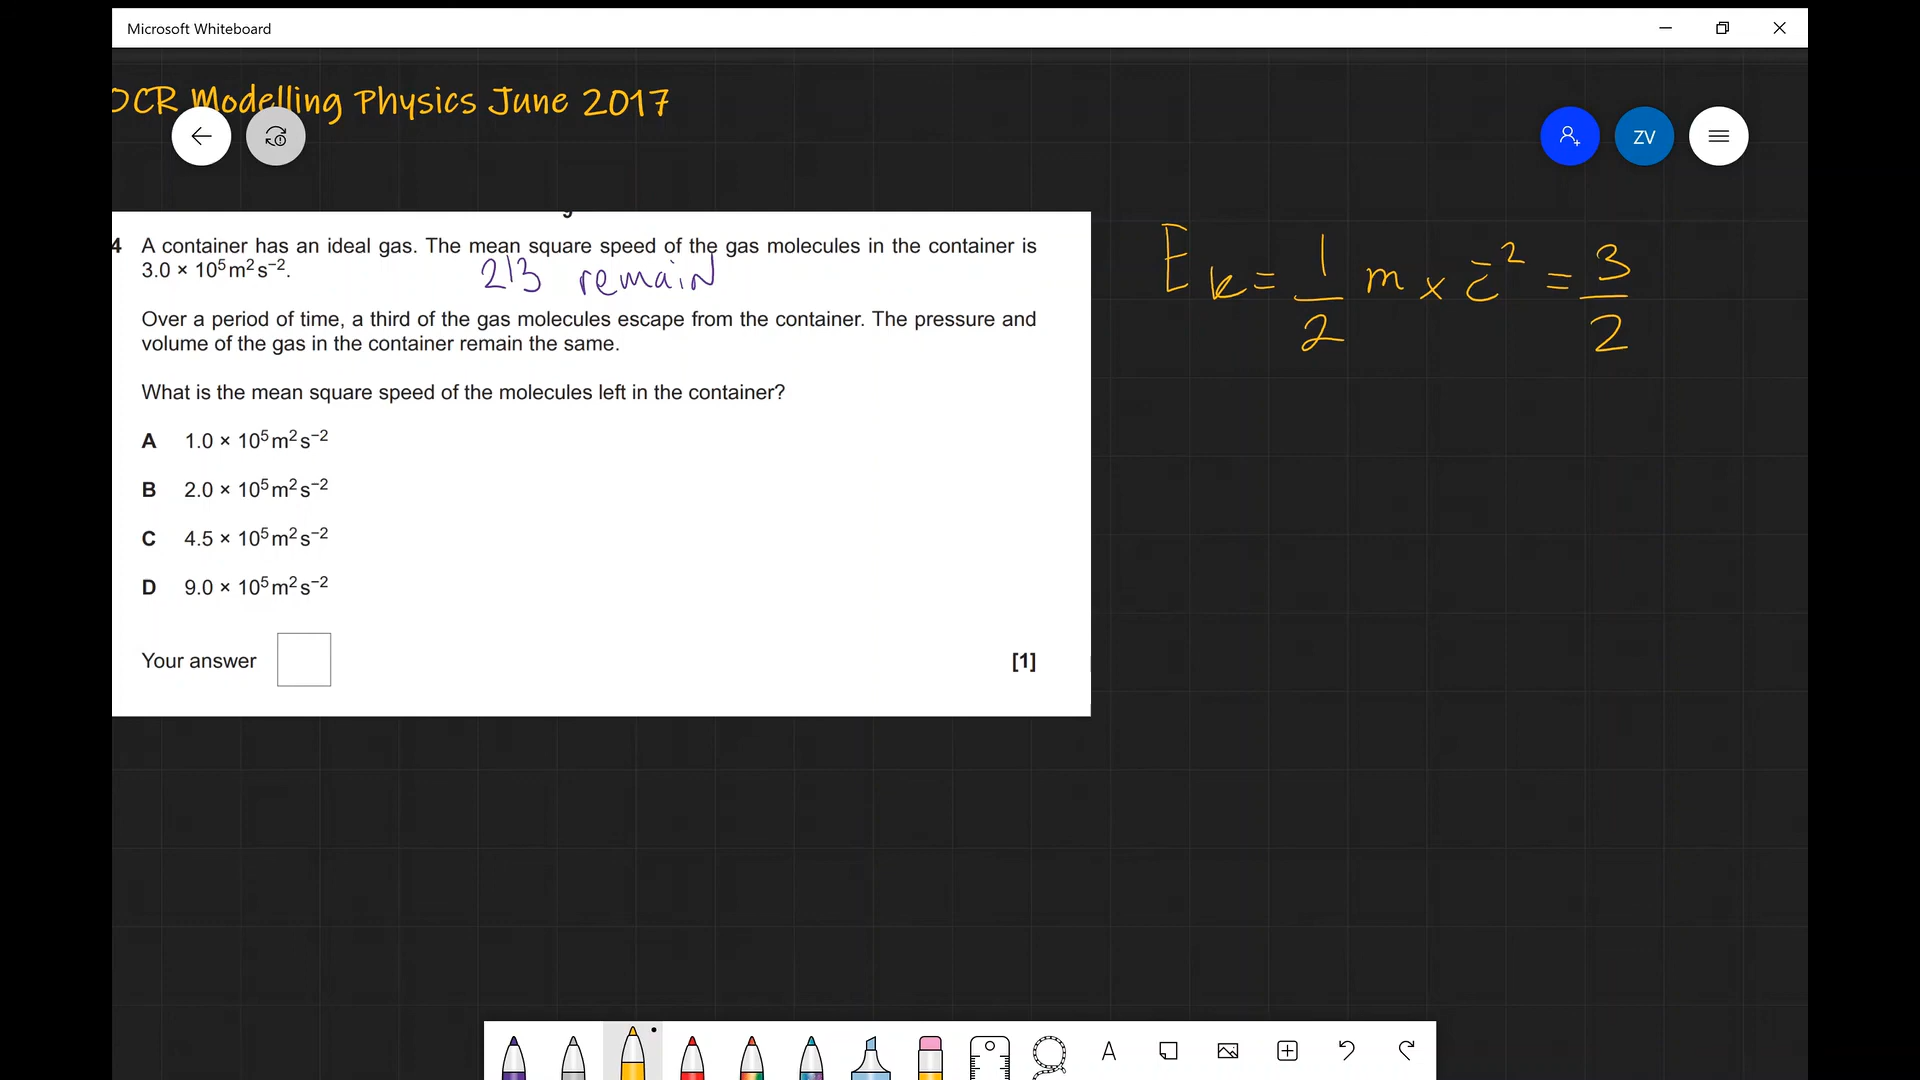 Microsoft Whiteboard
OCR Modelling Physics June 2017
ZV
4 A container has an ideal gas. The mean square speed of the gas molecules in the container is
3.0 × 10⁵ m² s⁻².
2/3 remain
Over a period of time, a third of the gas molecules escape from the container. The pressure and
volume of the gas in the container remain the same.
What is the mean square speed of the molecules left in the container?
A 1.0 × 10⁵ m² s⁻²
B 2.0 × 10⁵ m² s⁻²
C 4.5 × 10⁵ m² s⁻²
D 9.0 × 10⁵ m² s⁻²
Your answer
[1]
E_k = 1/2 m × c̄² = 3/2
A